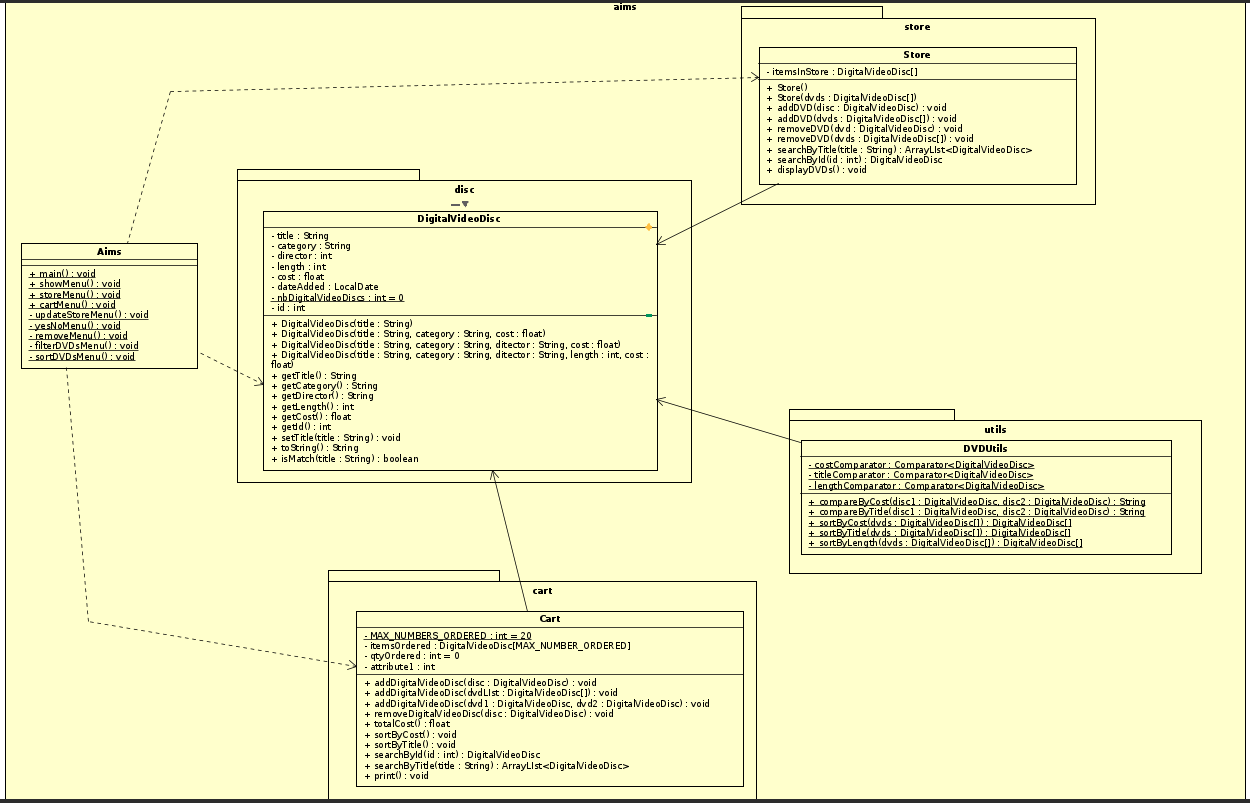 aims
store
Store
- itemsInStore : DigitalVideoDisc[]
+ Store()
+ Store(dvds : DigitalVideoDisc[])
+ addDVD(disc : DigitalVideoDisc) : void
+ addDVD(dvds : DigitalVideoDisc[]) : void
+ removeDVD(dvd : DigitalVideoDisc) : void
+ removeDVD(dvds : DigitalVideoDisc[]) : void
+ searchByTitle(title : String) : ArrayLIst<DigitalVideoDisc>
+ searchById(id : int) : DigitalVideoDisc
+ displayDVDs() : void
disc
DigitalVideoDisc
- title : String
- category : String
- director : int
- length : int
- cost : float
- dateAdded : LocalDate
- nbDigitalVideoDiscs : int = 0
- id : int
+ DigitalVideoDisc(title : String)
+ DigitalVideoDisc(title : String, category : String, cost : float)
+ DigitalVideoDisc(title : String, category : String, ditector : String, cost : float)
+ DigitalVideoDisc(title : String, category : String, ditector : String, length : int, cost :
float)
+ getTitle() : String
+ getCategory() : String
+ getDirector() : String
+ getLength() : int
+ getCost() : float
+ getId() : int
+ setTitle(title : String) : void
+ toString() : String
+ isMatch(title : String) : boolean
Aims
+ main() : void
+ showMenu() : void
+ storeMenu() : void
+ cartMenu() : void
- updateStoreMenu() : void
- yesNoMenu() : void
- removeMenu() : void
- filterDVDsMenu() : void
- sortDVDsMenu() : void
utils
DVDUtils
- costComparator : Comparator<DigitalVideoDisc>
- titleComparator : Comparator<DigitalVideoDisc>
- lengthComparator : Comparator<DigitalVideoDisc>
+ compareByCost(disc1 : DigitalVideoDisc, disc2 : DigitalVideoDisc) : String
+ compareByTitle(disc1 : DigitalVideoDisc, disc2 : DigitalVideoDisc) : String
+ sortByCost(dvds : DigitalVideoDisc[]) : DigitalVideoDisc[]
+ sortByTitle(dvds : DigitalVideoDisc[]) : DigitalVideoDisc[]
+ sortByLength(dvds : DigitalVideoDisc[]) : DigitalVideoDisc[]
cart
Cart
- MAX_NUMBERS_ORDERED : int = 20
- itemsOrdered : DigitalVideoDisc[MAX_NUMBER_ORDERED]
- qtyOrdered : int = 0
- attribute1 : int
+ addDigitalVideoDisc(disc : DigitalVideoDisc) : void
+ addDigitalVideoDisc(dvdLIst : DigitalVideoDisc[]) : void
+ addDigitalVideoDisc(dvd1 : DigitalVideoDisc, dvd2 : DigitalVideoDisc) : void
+ removeDigitalVideoDisc(disc : DigitalVideoDisc) : void
+ totalCost() : float
+ sortByCost() : void
+ sortByTitle() : void
+ searchById(id : int) : DigitalVideoDisc
+ searchByTitle(title : String) : ArrayLIst<DigitalVideoDisc>
+ print() : void